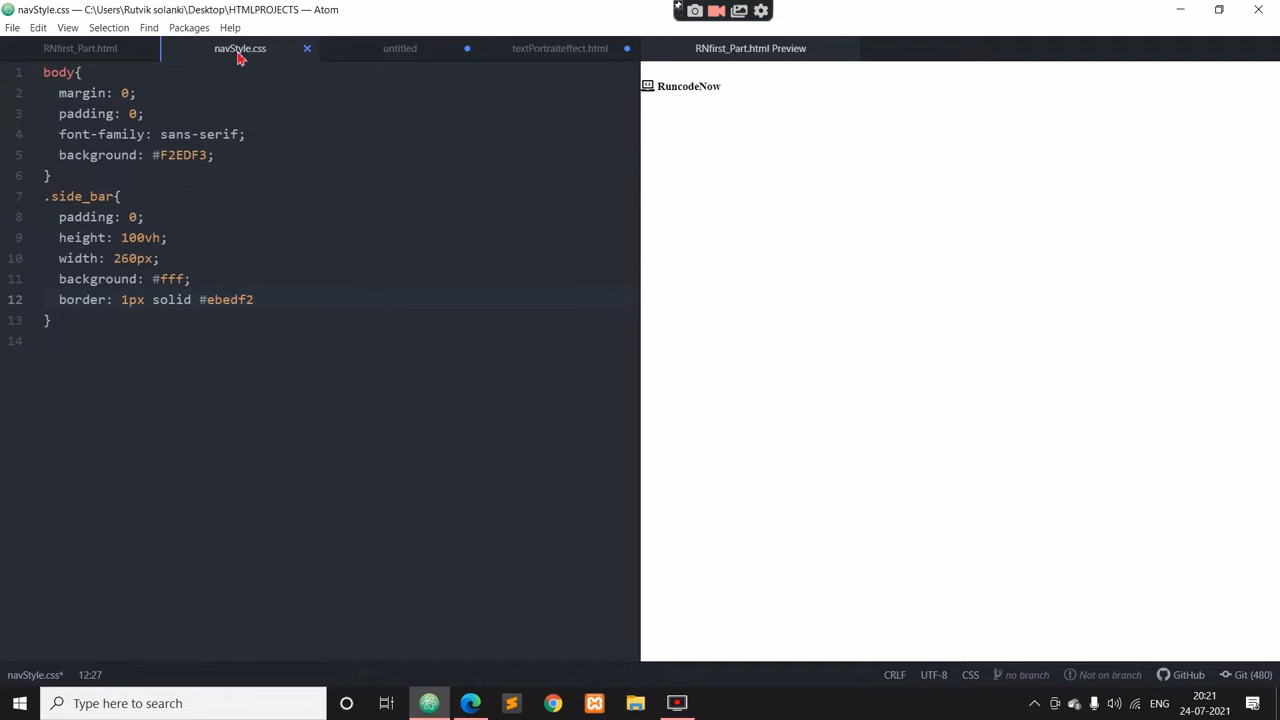 navStyle.css — C:\Users\Rutvik solanki\Desktop\HTMLPROJECTS — Atom
File Edit View Selection Find Packages Help
RNfirst_Part.html navStyle.css untitled textPortraiteffect.html RNfirst_Part.html Preview
1 body{
2 margin: 0;
3 padding: 0;
4 font-family: sans-serif;
5 background: #F2EDF3;
6 }
7 .side_bar{
8 padding: 0;
9 height: 100vh;
10 width: 260px;
11 background: #fff;
12 border: 1px solid #ebedf2
13 }
14
RuncodeNow
navStyle.css* 12:27 CRLF UTF-8 CSS no branch Not on branch GitHub Git (480)
Type here to search
ENG
20:21
24-07-2021